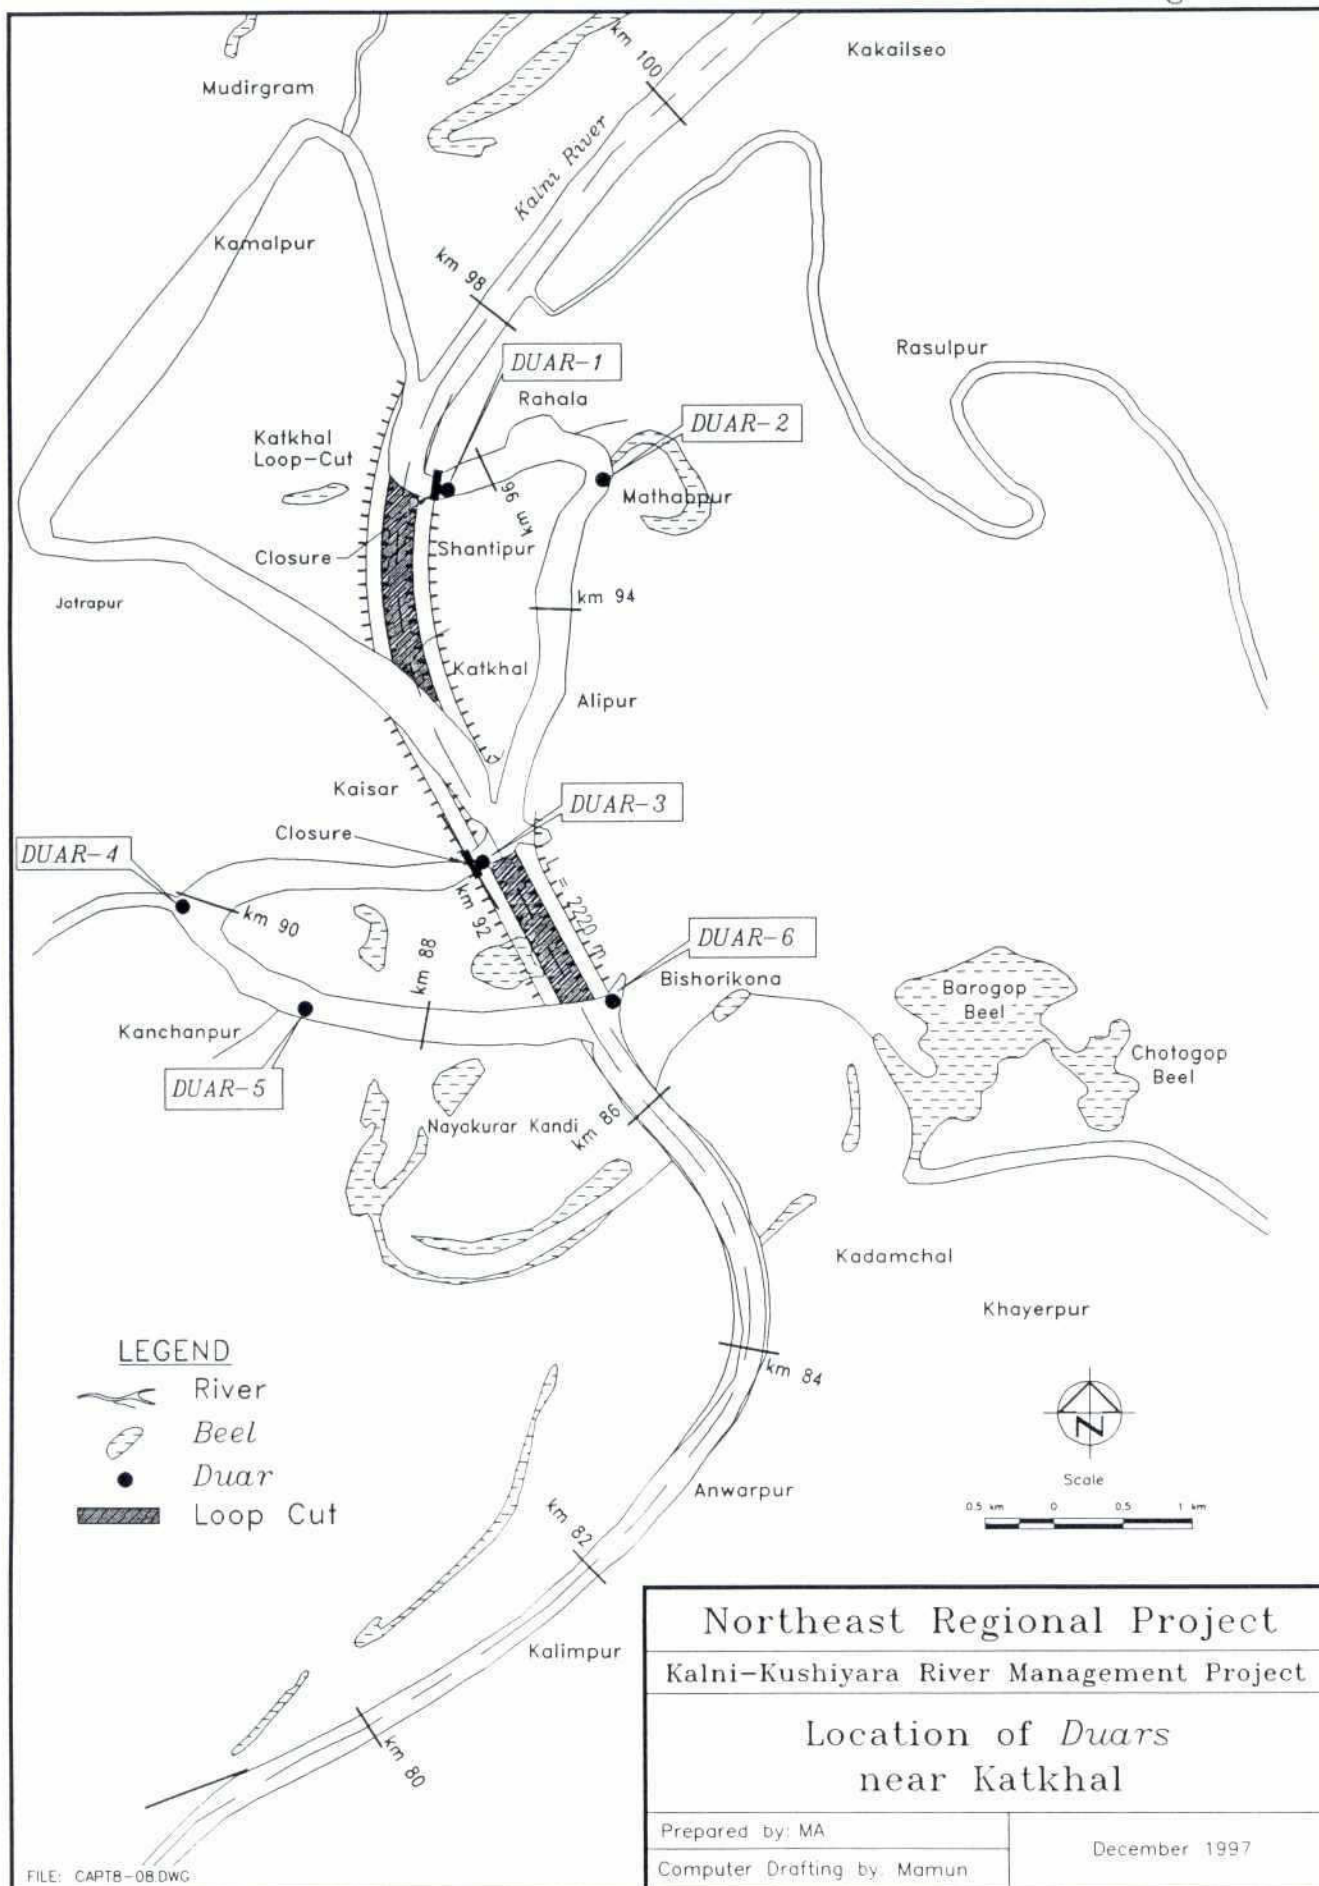 Kakailseo
km 100
Mudirgram
Kalni River
Kamalpur
km 98
Rasulpur
DUAR-1
Rahala
DUAR-2
Katkhal
Loop-Cut
km 96
Mathabpur
Closure
Shantipur
km 94
Jatrapur
Katkhal
Alipur
Kaisar
DUAR-3
Closure
DUAR-4
L = 2220 m
km 92
km 90
km 88
DUAR-6
Bishorikona
Barogop
Beel
Kanchanpur
Chotogop
Beel
DUAR-5
km 86
Nayakurar Kandi
Kadamchal
Khayerpur
km 84
LEGEND
River
Beel
Duar
Loop Cut
N
Scale
0.5 km 0 0.5 1 km
Anwarpur
km 82
Kalimpur
km 80
Northeast Regional Project
Kalni-Kushiyara River Management Project
Location of Duars
near Katkhal
Prepared by: MA
Computer Drafting by: Mamun
December 1997
FILE: CAPT8-08.DWG